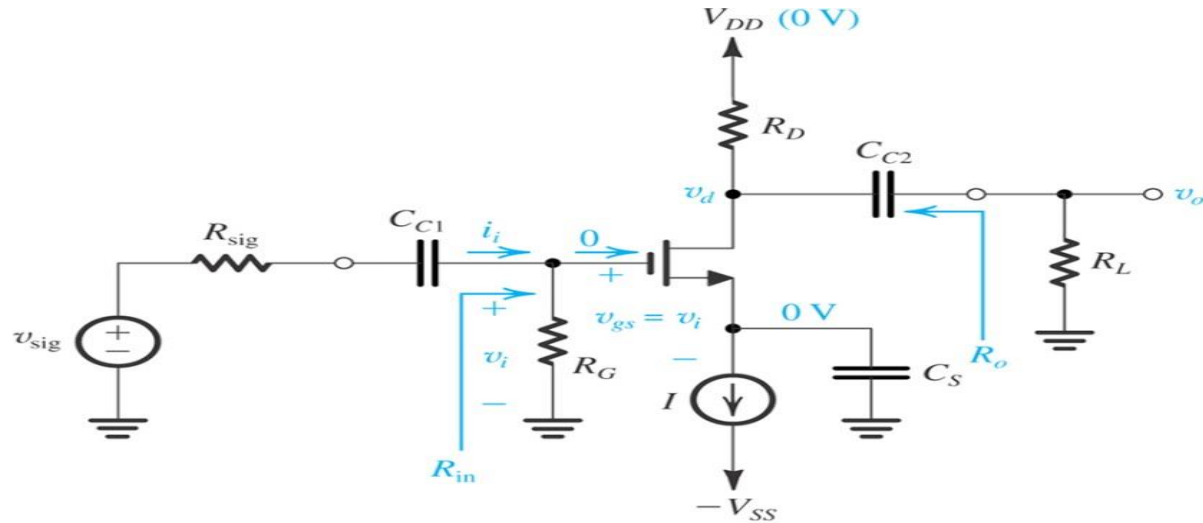 V_DD (0 V)
R_D
C_C2
v_d
v_o
C_C1
R_sig
i_i
0
R_L
+
+
v_gs = v_i
0 V
+
−
v_sig
v_i
R_G
−
R_o
C_S
−
I
R_in
−V_SS